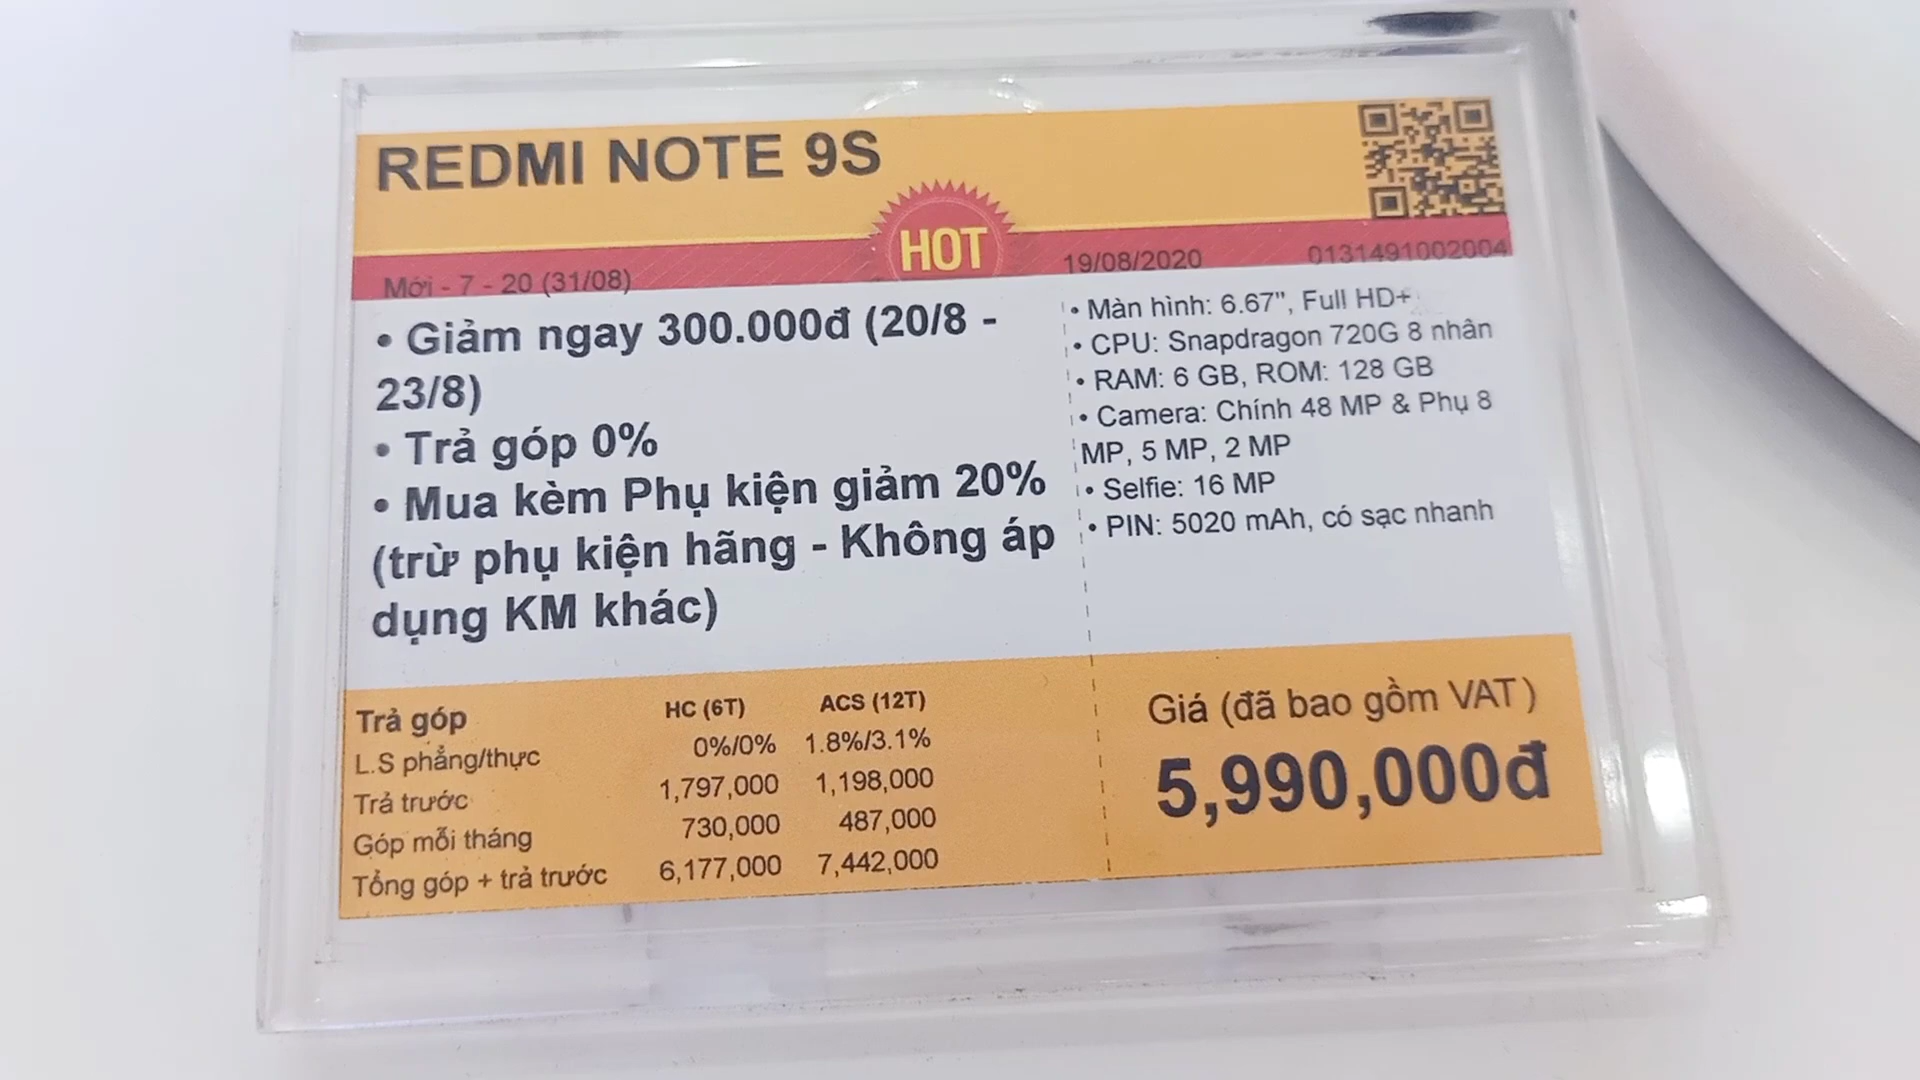 REDMI NOTE 9S
HOT
Mới - 7 - 20 (31/08)
19/08/2020
0131491002004
• Giảm ngay 300.000đ (20/8 -
23/8)
• Trả góp 0%
• Mua kèm Phụ kiện giảm 20%
(trừ phụ kiện hãng - Không áp
dụng KM khác)
• Màn hình: 6.67", Full HD+
• CPU: Snapdragon 720G 8 nhân
• RAM: 6 GB, ROM: 128 GB
• Camera: Chính 48 MP & Phụ 8
MP, 5 MP, 2 MP
• Selfie: 16 MP
• PIN: 5020 mAh, có sạc nhanh
Trả góp HC (6T) ACS (12T)
L.S phẳng/thực 0%/0% 1.8%/3.1%
Trả trước 1,797,000 1,198,000
Góp mỗi tháng 730,000 487,000
Tổng góp + trả trước 6,177,000 7,442,000
Giá (đã bao gồm VAT)
5,990,000đ